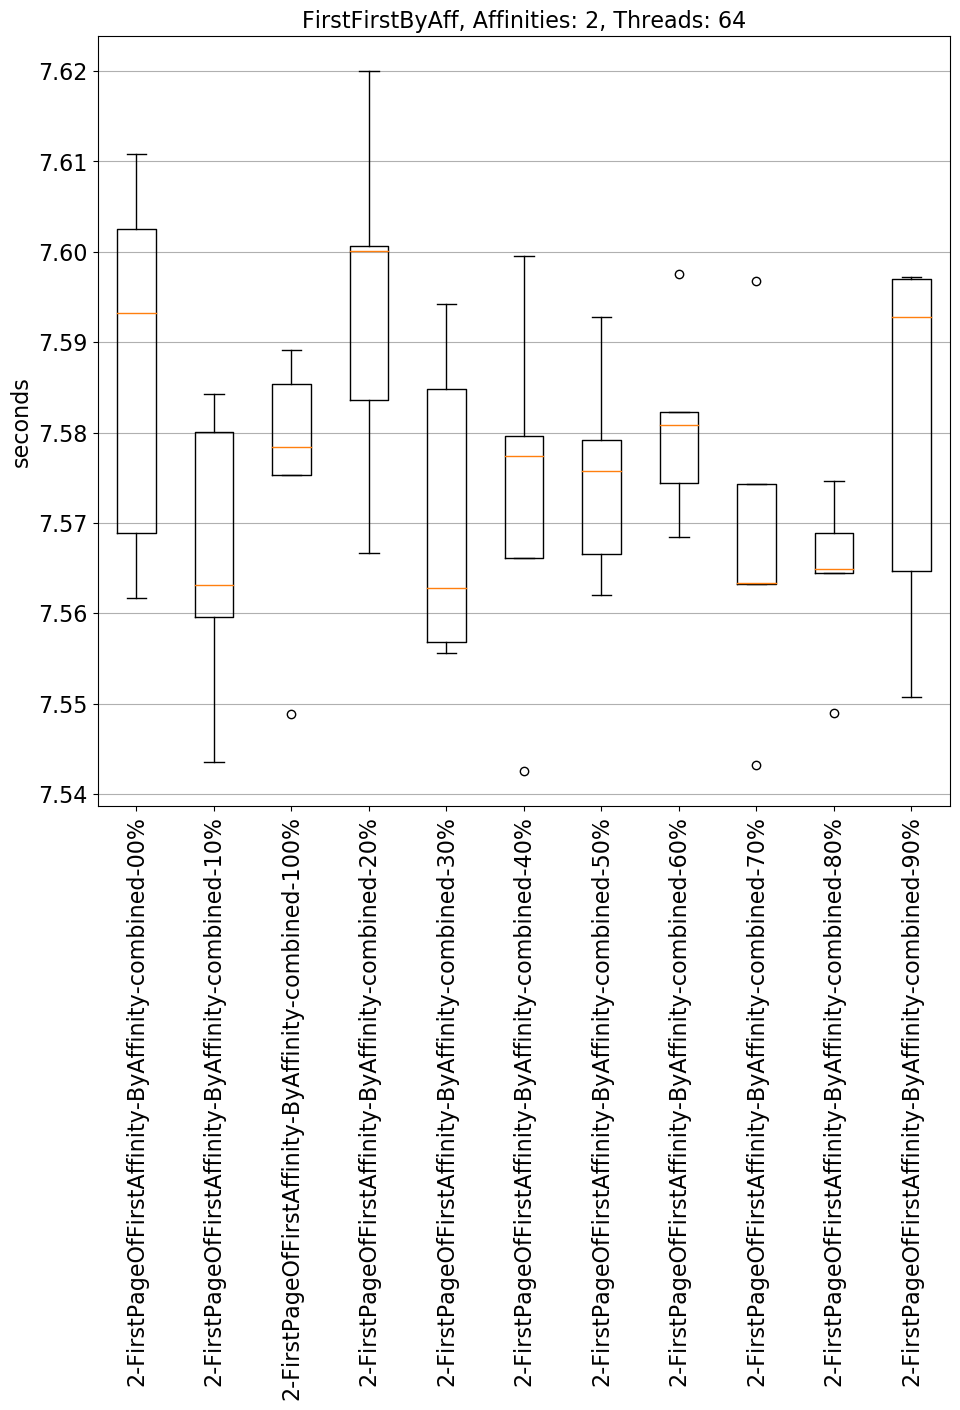 FirstFirstByAff, Affinities: 2, Threads: 64
7.62
7.61
7.60
7.59
7.58
7.57
7.56
7.55
7.54
seconds
2-FirstPageOfFirstAffinity-ByAffinity-combined-00%
2-FirstPageOfFirstAffinity-ByAffinity-combined-10%
2-FirstPageOfFirstAffinity-ByAffinity-combined-100%
2-FirstPageOfFirstAffinity-ByAffinity-combined-20%
2-FirstPageOfFirstAffinity-ByAffinity-combined-30%
2-FirstPageOfFirstAffinity-ByAffinity-combined-40%
2-FirstPageOfFirstAffinity-ByAffinity-combined-50%
2-FirstPageOfFirstAffinity-ByAffinity-combined-60%
2-FirstPageOfFirstAffinity-ByAffinity-combined-70%
2-FirstPageOfFirstAffinity-ByAffinity-combined-80%
2-FirstPageOfFirstAffinity-ByAffinity-combined-90%